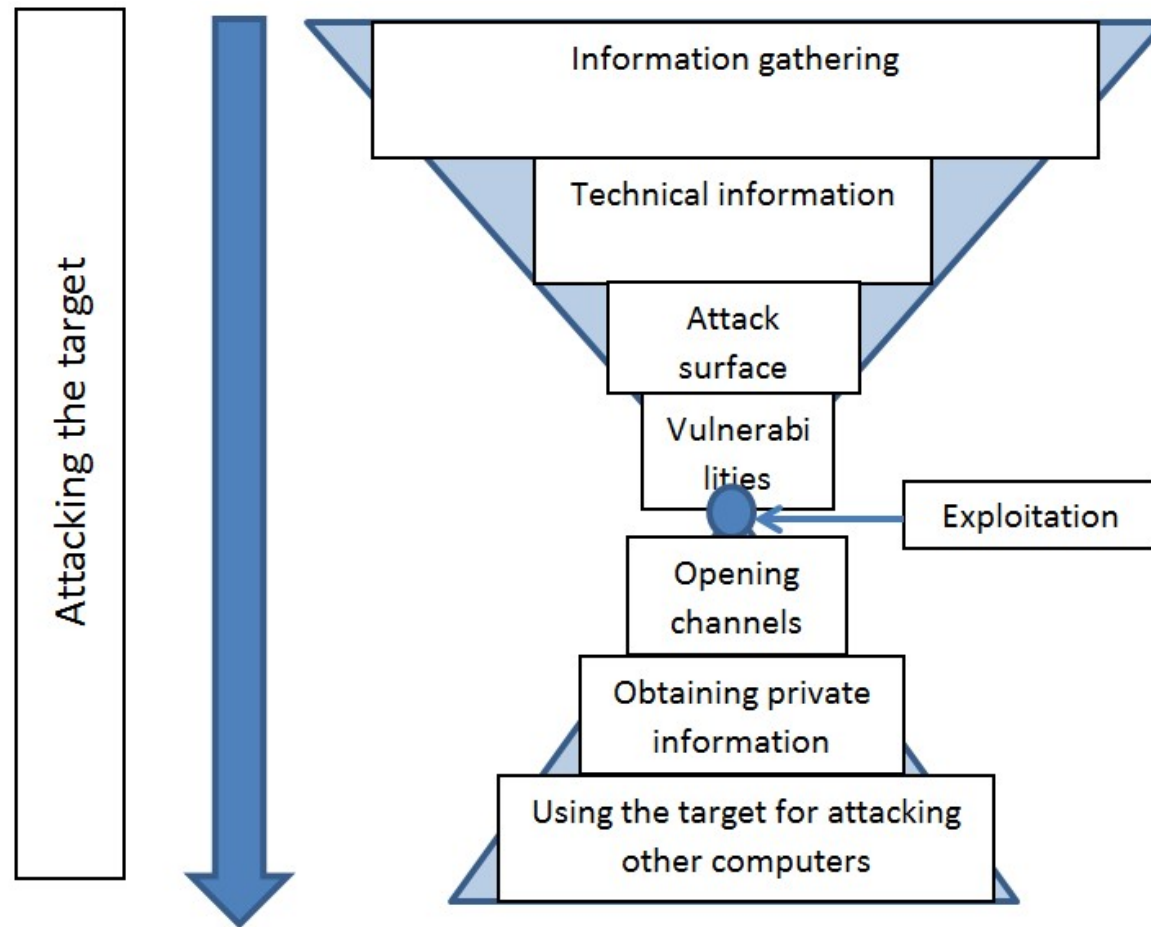 Attacking the target
Information gathering
Technical information
Attack
surface
Vulnerabi
lities
Exploitation
Opening
channels
Obtaining private
information
Using the target for attacking
other computers